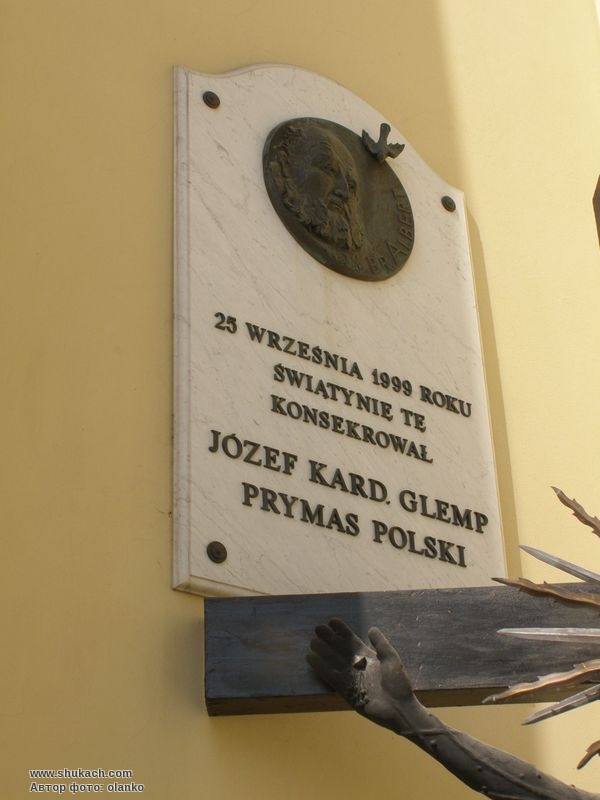 BR. ALBERT
25 WRZEŚNIA 1999 ROKU
ŚWIĄTYNIĘ TĘ
KONSEKROWAŁ
JÓZEF KARD. GLEMP
PRYMAS POLSKI
www.shukach.com
Автор фото: olanko